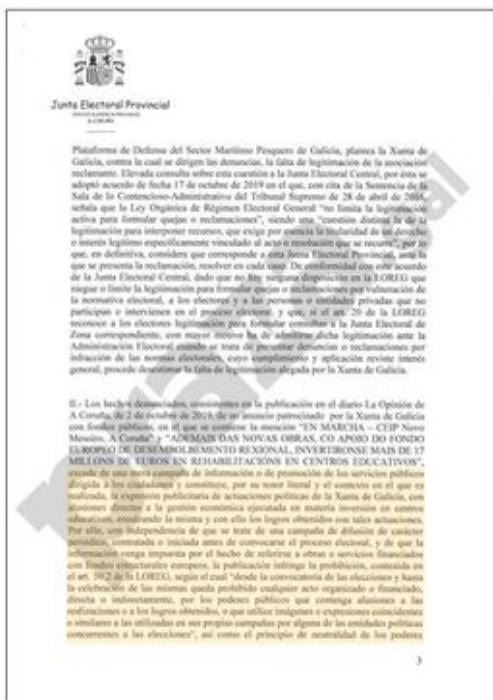 Junta Electoral Provincial
A CORUÑA
Plataforma de Defensa del Sector Marítimo Pesquero de Galicia, plantea la Xunta de
Galicia, contra la cual se dirigen las denuncias, la falta de legitimación de la asociación
reclamante. Elevada consulta sobre esta cuestión a la Junta Electoral Central, por ésta se
adoptó acuerdo de fecha 17 de octubre de 2019 en el que, con cita de la Sentencia de la
Sala de lo Contencioso-Administrativo del Tribunal Supremo de 28 de abril de
señala que la Ley Orgánica de Régimen Electoral General "no limita la legitimación
activa para formular quejas o reclamaciones", siendo una "cuestión distinta la de la
legitimación para interponer recursos, que exige por esencia la titularidad de un derecho
o interés legítimo específicamente vinculado al acto o resolución que se recurra", por lo
que, en definitiva, considera que corresponde a esta Junta Electoral Provincial, ante la
que se presenta la reclamación, resolver en cada caso. De conformidad con este acuerdo
de la Junta Electoral Central, dado que no hay ninguna disposición en la LOREG que
niegue o limite la legitimación para formular quejas o reclamaciones por vulneración de
la normativa electoral, a los electores y a las personas o entidades privadas que no
participan o intervienen en el proceso electoral, y que, si el art. 20 de la LOREG
reconoce a los electores legitimación para formular consultas a la Junta Electoral de
Zona correspondiente, con mayor motivo ha de admitirse dicha legitimación ante la
Administración Electoral cuando se trata de presentar denuncias o reclamaciones por
infracción de las normas electorales, cuyo cumplimiento y aplicación reviste interés
general, procede desestimar la falta de legitimación alegada por la Xunta de Galicia.
II.- Los hechos denunciados, consistentes en la publicación en el diario La Opinión de
A Coruña, de 2 de octubre de 2019, de un anuncio patrocinado por la Xunta de Galicia
con fondos públicos, en el que se contiene la mención "EN MARCHA – CEIP Novo
Mesoiro, A Coruña" y "ADEMAIS DAS NOVAS OBRAS, CO APOIO DO FONDO
EUROPEO DE DESENVOLVEMENTO REXIONAL, INVERTIRONSE MAIS DE 17
MILLONS DE EUROS EN REHABILITACIONS EN CENTROS EDUCATIVOS",
excede de una mera campaña de información o de promoción de los servicios públicos
dirigida a los ciudadanos y constituye, por su tenor literal y el contexto en el que es
realizada, la expresión publicitaria de actuaciones políticas de la Xunta de Galicia, con
alusiones directas a la gestión económica ejecutada en materia inversión en centros
educativos, ensalzando la misma y con ello los logros obtenidos con tales actuaciones.
Por ello, con independencia de que se trate de una campaña de difusión de carácter
periódico, contratada o iniciada antes de convocarse el proceso electoral, y de que la
información venga impuesta por el hecho de referirse a obras o servicios financiados
con fondos estructurales europeos, la publicación infringe la prohibición, contenida en
el art. 50.2 de la LOREG, según el cual "desde la convocatoria de las elecciones y hasta
la celebración de las mismas queda prohibido cualquier acto organizado o financiado,
directa o indirectamente, por los poderes públicos que contenga alusiones a las
realizaciones o a los logros obtenidos, o que utilice imágenes o expresiones coincidentes
o similares a las utilizadas en sus propias campañas por alguna de las entidades políticas
concurrentes a las elecciones", así como el principio de neutralidad de los poderes
3